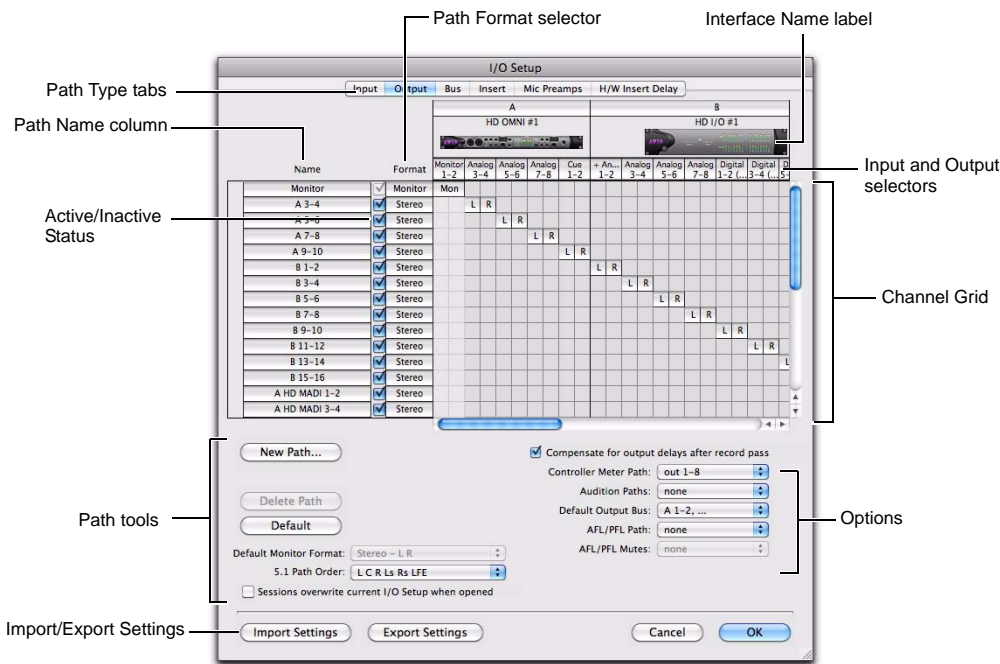 Path Format selector
Interface Name label
I/O Setup
Path Type tabs
Input Output Bus Insert Mic Preamps H/W Insert Delay
A B
Path Name column
HD OMNI #1 HD I/O #1
Name Format
Monitor 1-2 Analog 3-4 Analog 5-6 Analog 7-8 Cue 1-2 + An... 1-2 Analog 3-4 Analog 5-6 Analog 7-8 Digital 1-2 (... Digital 3-4 (... D 5-
Input and Output selectors
Monitor Monitor Mon
A 3-4 Stereo L R
Active/Inactive Status
A 5-6 Stereo L R
A 7-8 Stereo L R
A 9-10 Stereo L R
B 1-2 Stereo L R
B 3-4 Stereo L R
B 5-6 Stereo L R
Channel Grid
B 7-8 Stereo L R
B 9-10 Stereo L R
B 11-12 Stereo L R
B 13-14 Stereo L
B 15-16 Stereo
A HD MADI 1-2 Stereo
A HD MADI 3-4 Stereo
New Path...
Compensate for output delays after record pass
Controller Meter Path: out 1-8
Delete Path
Audition Paths: none
Path tools
Default
Default Output Bus: A 1-2, ...
Options
AFL/PFL Path: none
Default Monitor Format: Stereo - L R
AFL/PFL Mutes: none
5.1 Path Order: L C R Ls Rs LFE
Sessions overwrite current I/O Setup when opened
Import/Export Settings
Import Settings Export Settings Cancel OK